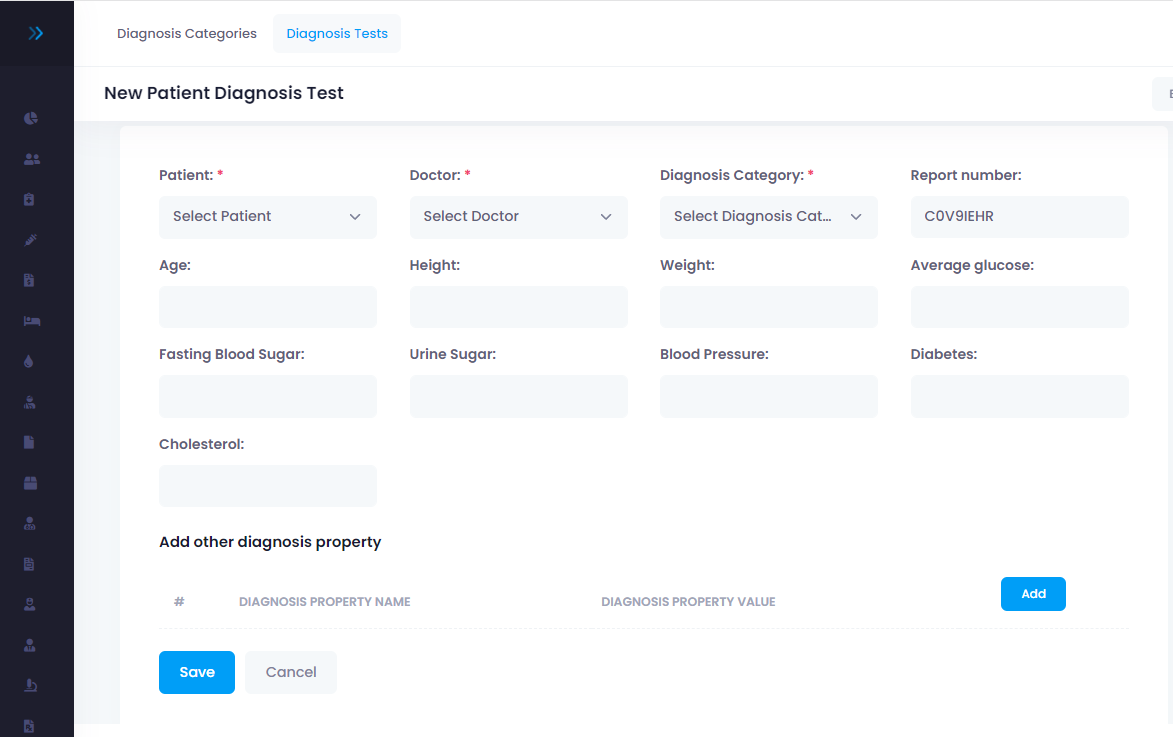 Diagnosis Categories Diagnosis Tests
New Patient Diagnosis Test
Patient: * Doctor: * Diagnosis Category: * Report number:
Select Patient Select Doctor Select Diagnosis Cat... C0V9IEHR
Age: Height: Weight: Average glucose:
Fasting Blood Sugar: Urine Sugar: Blood Pressure: Diabetes:
Cholesterol:
Add other diagnosis property
# DIAGNOSIS PROPERTY NAME DIAGNOSIS PROPERTY VALUE Add
Save Cancel